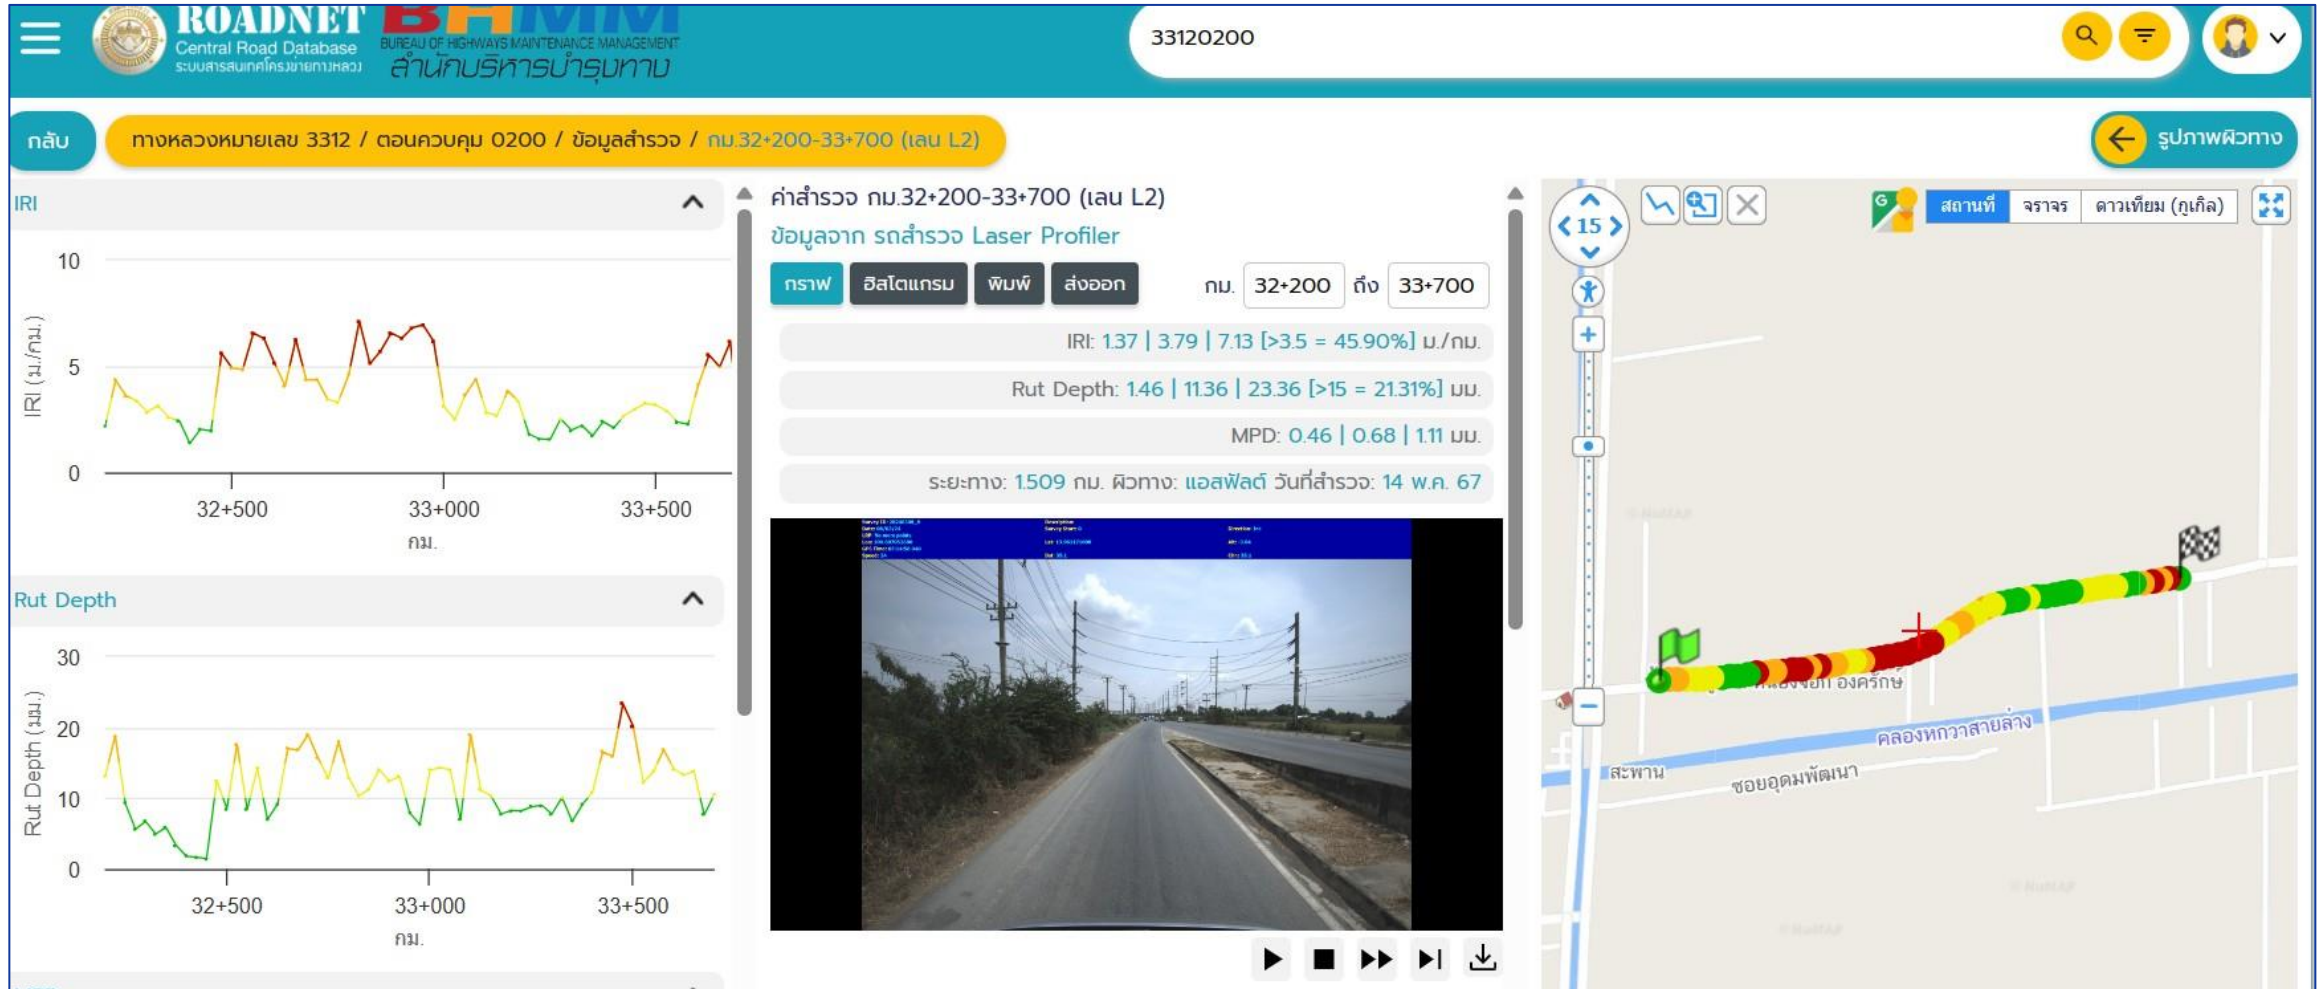 ROADNET
Central Road Database
ระบบสารสนเทศโครงข่ายทางหลวง
BHMM
BUREAU OF HIGHWAYS MAINTENANCE MANAGEMENT
สำนักบริหารบำรุงทาง
33120200
กลับ
ทางหลวงหมายเลข 3312 / ตอนควบคุม 0200 / ข้อมูลสำรวจ / กม.32+200-33+700 (เลน L2)
รูปภาพผิวทาง
IRI
10
5
0
IRI (ม./กม.)
32+500
33+000
33+500
กม.
Rut Depth
30
20
10
0
Rut Depth (มม.)
32+500
33+000
33+500
กม.
ค่าสำรวจ กม.32+200-33+700 (เลน L2)
ข้อมูลจาก รถสำรวจ Laser Profiler
กราฟ
ฮิสโตแกรม
พิมพ์
ส่งออก
กม. 32+200 ถึง 33+700
IRI: 1.37 | 3.79 | 7.13 [>3.5 = 45.90%] ม./กม.
Rut Depth: 1.46 | 11.36 | 23.36 [>15 = 21.31%] มม.
MPD: 0.46 | 0.68 | 1.11 มม.
ระยะทาง: 1.509 กม. ผิวทาง: แอสฟัลต์ วันที่สำรวจ: 14 พ.ค. 67
15
G
สถานที่
จราจร
ดาวเทียม (กูเกิล)
องครักษ์
คลองหกวาสายล่าง
สะพาน
ซอยอุดมพัฒนา
© NuMAP